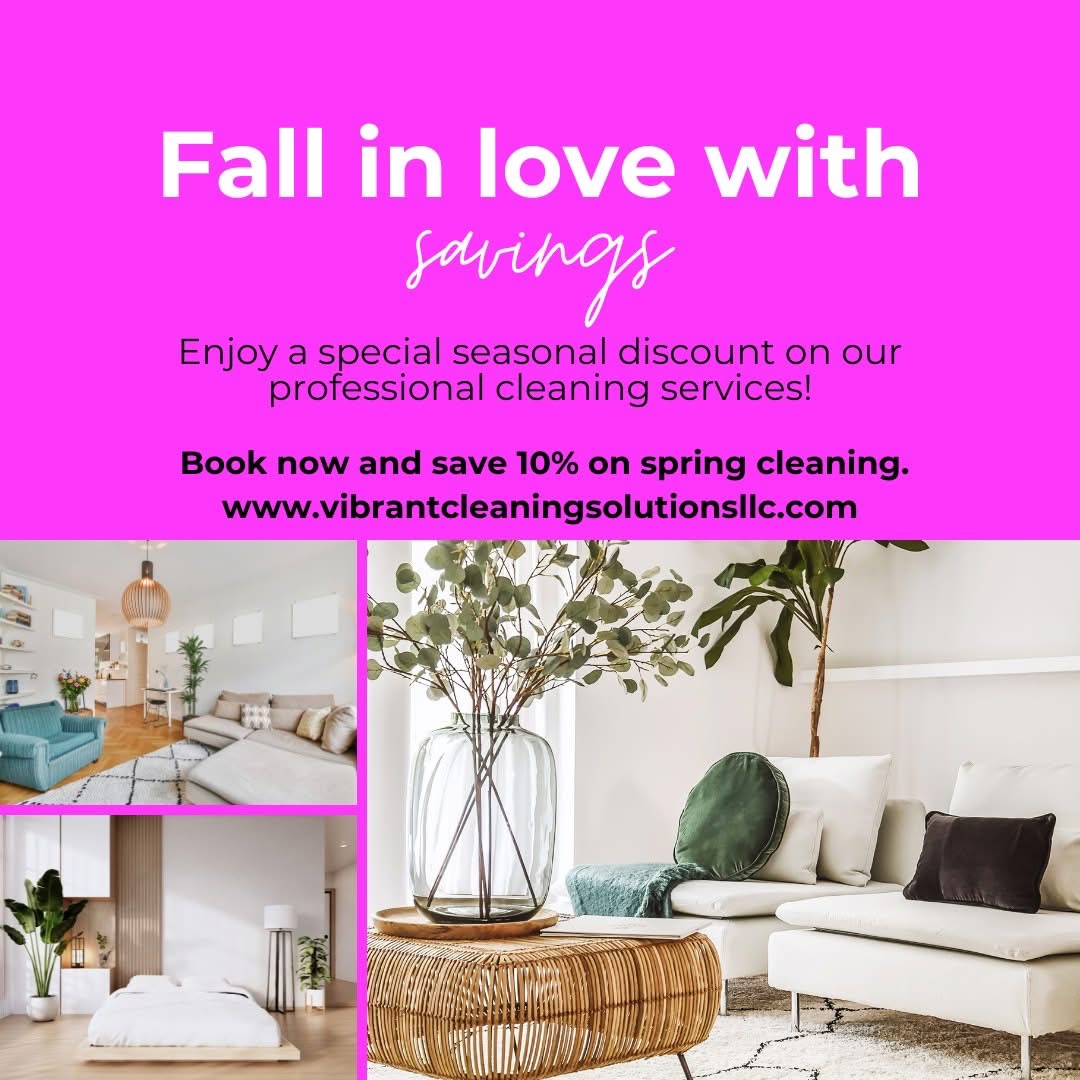 Fall in love with
savings
Enjoy a special seasonal discount on our
professional cleaning services!
Book now and save 10% on spring cleaning.
www.vibrantcleaningsolutionsllc.com